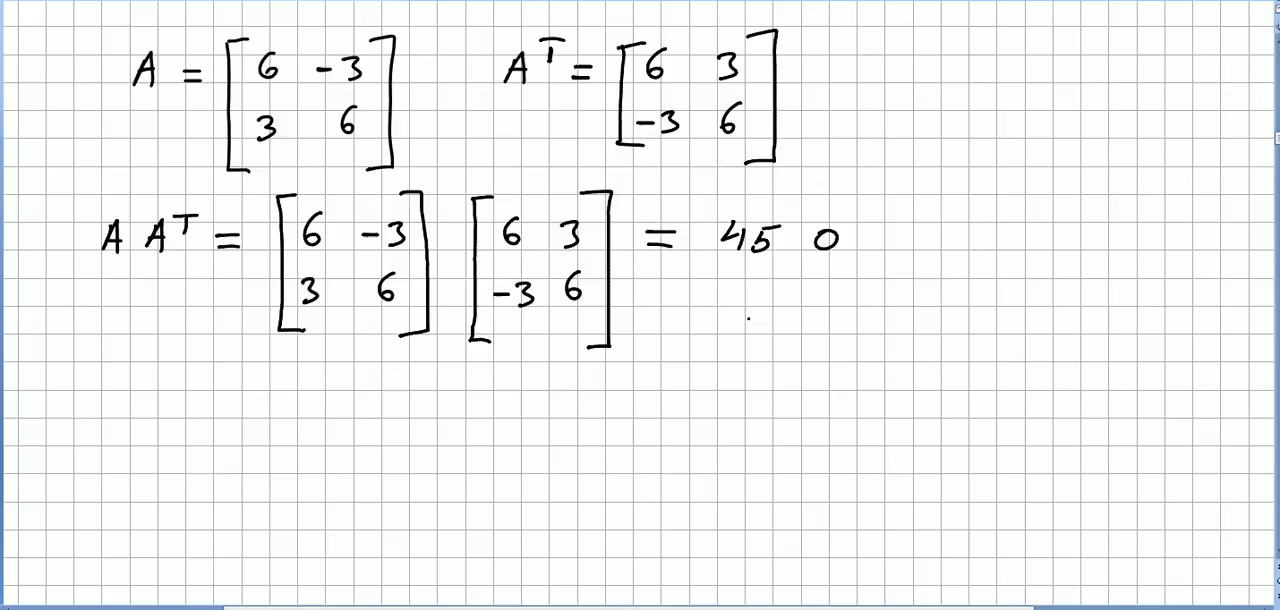 A = [ 6 -3   A^T = [ 6 3
3 6 ]   -3 6 ]
A A^T = [ 6 -3   [ 6 3   = 45 0
3 6 ]   -3 6 ]